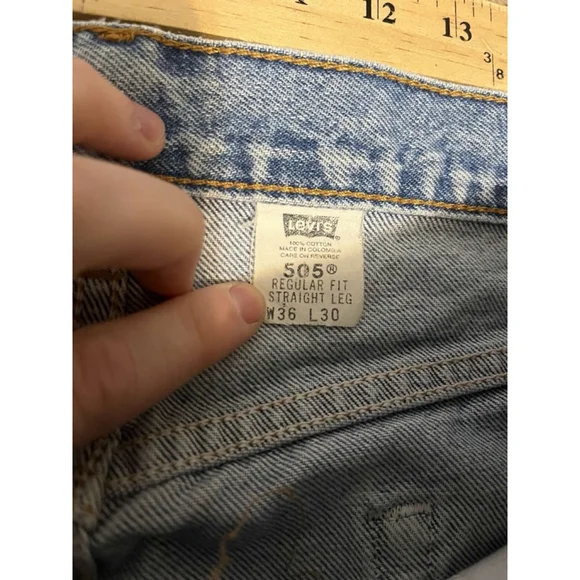 12 13
3
8
Levi's
100% COTTON
MADE IN COLOMBIA
CARE ON REVERSE
505®
REGULAR FIT
STRAIGHT LEG
W36 L30